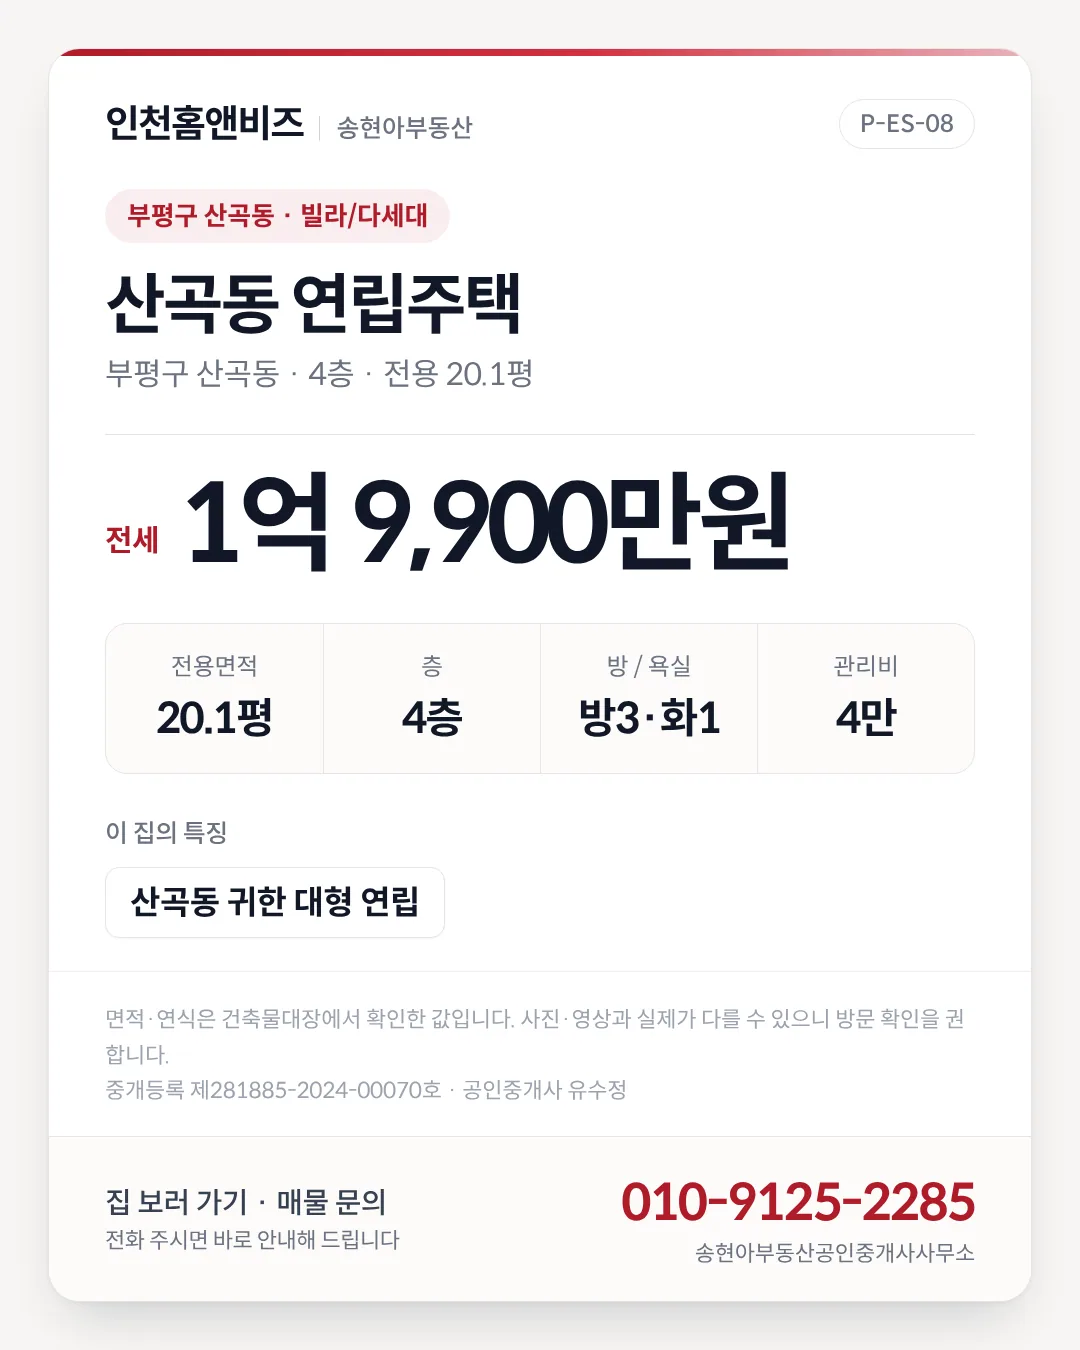 인천홈앤비즈 | 송현아부동산
P-ES-08
부평구 산곡동 · 빌라/다세대
산곡동 연립주택
부평구 산곡동 · 4층 · 전용 20.1평
전세 1억 9,900만원
전용면적
20.1평
층
4층
방 / 욕실
방3·화1
관리비
4만
이 집의 특징
산곡동 귀한 대형 연립
면적·연식은 건축물대장에서 확인한 값입니다. 사진·영상과 실제가 다를 수 있으니 방문 확인을 권
합니다.
중개등록 제281885-2024-00070호 · 공인중개사 유수정
집 보러 가기 · 매물 문의
전화 주시면 바로 안내해 드립니다
010-9125-2285
송현아부동산공인중개사사무소